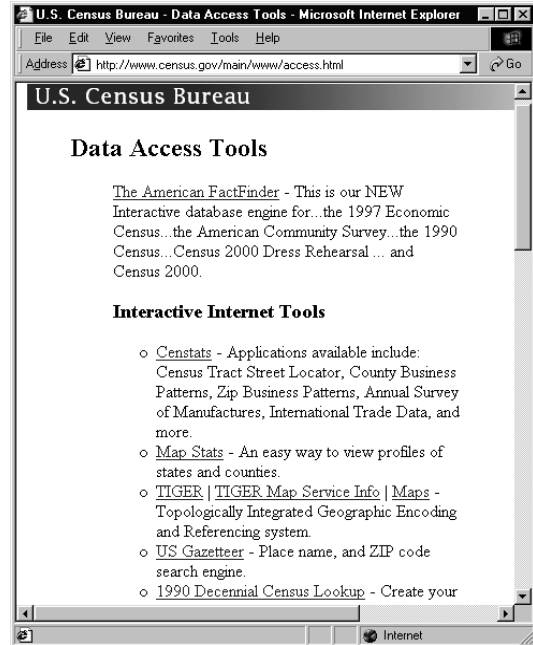 U.S. Census Bureau - Data Access Tools - Microsoft Internet Explorer
File Edit View Favorites Tools Help
Address http://www.census.gov/main/www/access.html Go
U.S. Census Bureau
Data Access Tools
The American FactFinder - This is our NEW
Interactive database engine for...the 1997 Economic
Census...the American Community Survey...the 1990
Census...Census 2000 Dress Rehearsal ... and
Census 2000.
Interactive Internet Tools
o Censtats - Applications available include:
Census Tract Street Locator, County Business
Patterns, Zip Business Patterns, Annual Survey
of Manufactures, International Trade Data, and
more.
o Map Stats - An easy way to view profiles of
states and counties.
o TIGER | TIGER Map Service Info | Maps -
Topologically Integrated Geographic Encoding
and Referencing system.
o US Gazetteer - Place name, and ZIP code
search engine.
o 1990 Decennial Census Lookup - Create your
Internet